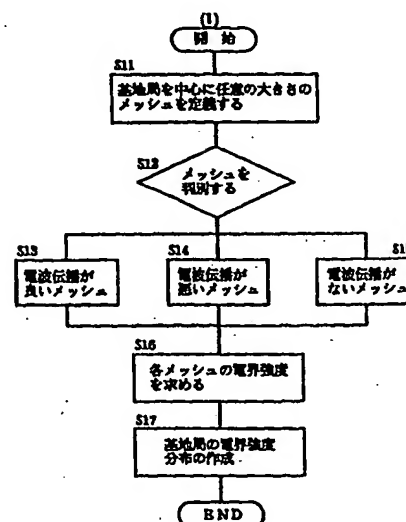 (1)
開始
S11
基地局を中心に任意の大きさの
メッシュを定義する
S12
メッシュを
判別する
S13
電波伝播が
良いメッシュ
S14
電波伝播が
悪いメッシュ
S1
電波伝播が
ないメッシュ
S16
各メッシュの電界強度
を求める
S17
基地局の電界強度
分布の作成
END